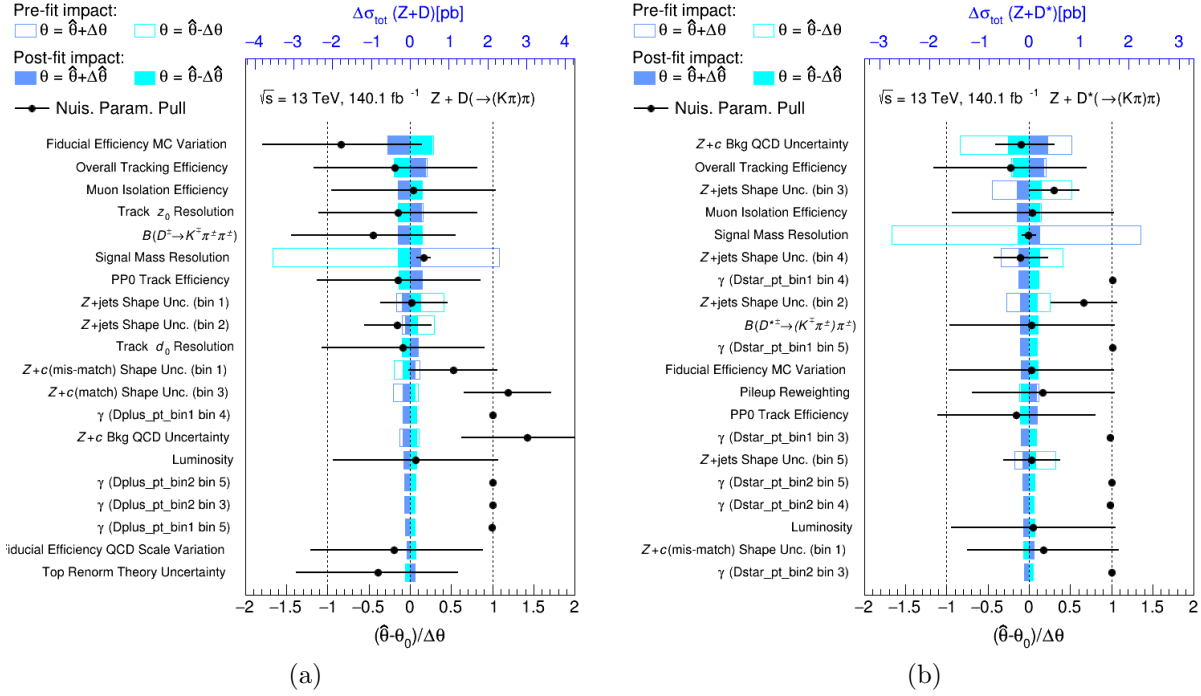 Pre-fit impact:
θ = θ̂+Δθ θ = θ̂-Δθ
Post-fit impact:
θ = θ̂+Δθ̂ θ = θ̂-Δθ̂
Nuis. Param. Pull
Δσtot (Z+D)[pb]
−4 −3 −2 −1 0 1 2 3 4
√s = 13 TeV, 140.1 fb⁻¹ Z + D(→(Kπ)π)
Fiducial Efficiency MC Variation
Overall Tracking Efficiency
Muon Isolation Efficiency
Track z₀ Resolution
B(D±→K∓π±π±)
Signal Mass Resolution
PP0 Track Efficiency
Z+jets Shape Unc. (bin 1)
Z+jets Shape Unc. (bin 2)
Track d₀ Resolution
Z+c(mis-match) Shape Unc. (bin 1)
Z+c(match) Shape Unc. (bin 3)
γ (Dplus_pt_bin1 bin 4)
Z+c Bkg QCD Uncertainty
Luminosity
γ (Dplus_pt_bin2 bin 5)
γ (Dplus_pt_bin2 bin 3)
γ (Dplus_pt_bin1 bin 5)
Fiducial Efficiency QCD Scale Variation
Top Renorm Theory Uncertainty
−2 −1.5 −1 −0.5 0 0.5 1 1.5 2
(θ̂-θ₀)/Δθ
(a)
Pre-fit impact:
θ = θ̂+Δθ θ = θ̂-Δθ
Post-fit impact:
θ = θ̂+Δθ̂ θ = θ̂-Δθ̂
Nuis. Param. Pull
Δσtot (Z+D*)[pb]
−3 −2 −1 0 1 2 3
√s = 13 TeV, 140.1 fb⁻¹ Z + D*(→(Kπ)π)
Z+c Bkg QCD Uncertainty
Overall Tracking Efficiency
Z+jets Shape Unc. (bin 3)
Muon Isolation Efficiency
Signal Mass Resolution
Z+jets Shape Unc. (bin 4)
γ (Dstar_pt_bin1 bin 4)
Z+jets Shape Unc. (bin 2)
B(D*±→(K∓π±)π±)
γ (Dstar_pt_bin1 bin 5)
Fiducial Efficiency MC Variation
Pileup Reweighting
PP0 Track Efficiency
γ (Dstar_pt_bin1 bin 3)
Z+jets Shape Unc. (bin 5)
γ (Dstar_pt_bin2 bin 5)
γ (Dstar_pt_bin2 bin 4)
Luminosity
Z+c(mis-match) Shape Unc. (bin 1)
γ (Dstar_pt_bin2 bin 3)
−2 −1.5 −1 −0.5 0 0.5 1 1.5 2
(θ̂-θ₀)/Δθ
(b)